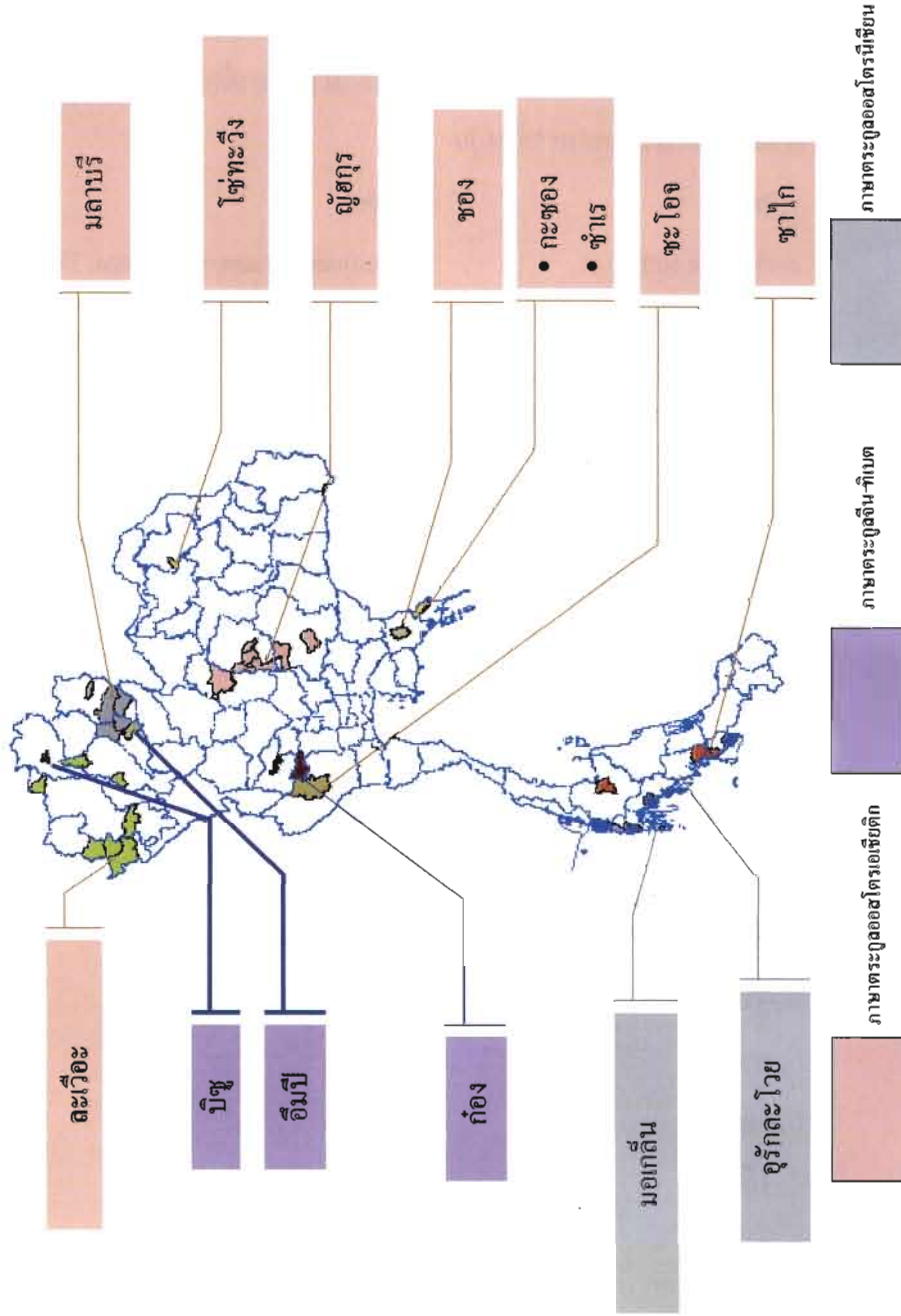 มลาบรี
โซ่ทะวืง
ญัฮกุร
ชอง
• กะซอง
• ซำเร
ซะโอจ
ซาไก
ละเวือะ
บิซู
อึมปี
ก๋อง
มอเกล็น
อูรักละโวย
ภาษาตระกูลออสโตรเอเชียติก
ภาษาตระกูลจีน-ทิเบต
ภาษาตระกูลออสโตรนีเชียน